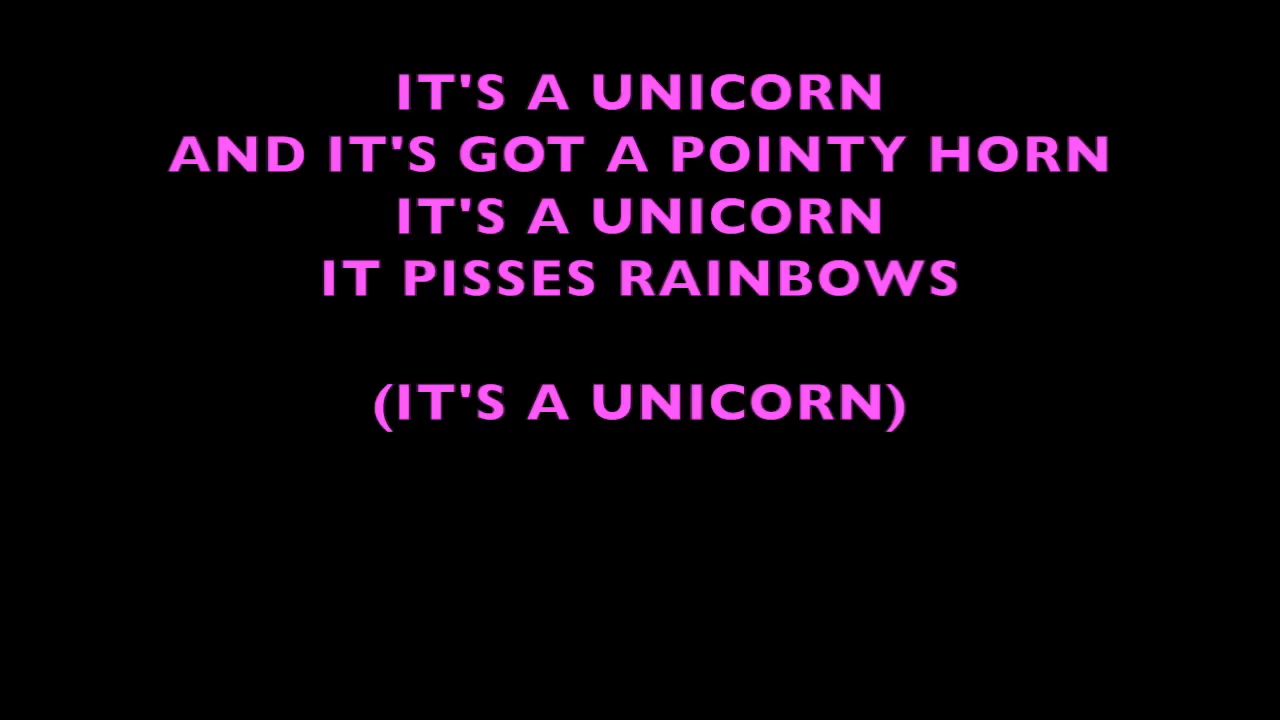 IT'S A UNICORN
AND IT'S GOT A POINTY HORN
IT'S A UNICORN
IT PISSES RAINBOWS
(IT'S A UNICORN)